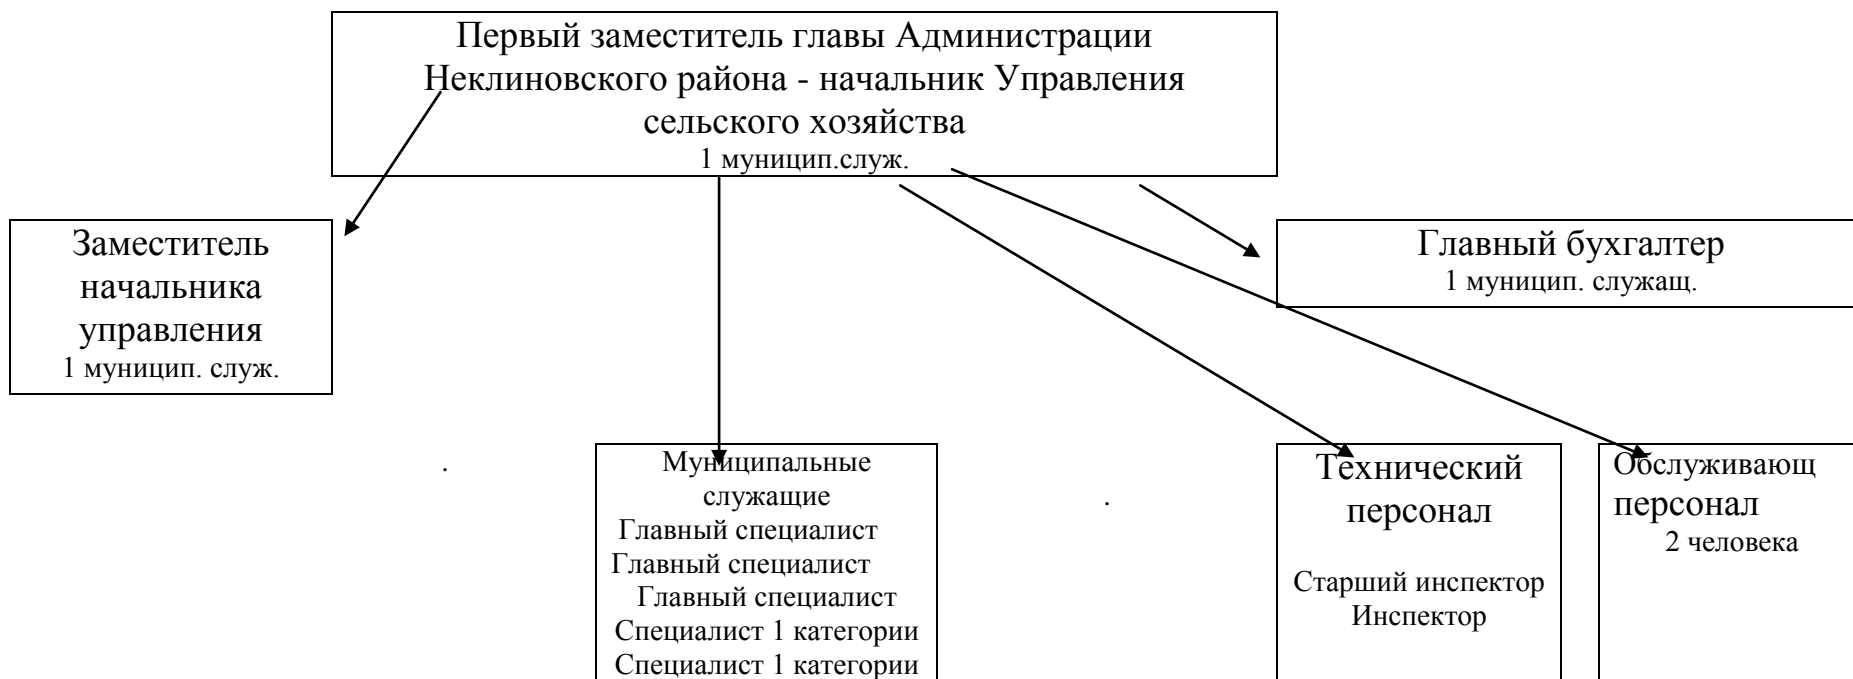 Первый заместитель главы Администрации
Неклиновского района - начальник Управления
сельского хозяйства
1 муницип.служ.
Заместитель
начальника
управления
1 муницип. служ.
Главный бухгалтер
1 муницип. служащ.
Муниципальные
служащие
Главный специалист
Главный специалист
Главный специалист
Специалист 1 категории
Специалист 1 категории
Технический
персонал
Старший инспектор
Инспектор
Обслуживающ
персонал
2 человека